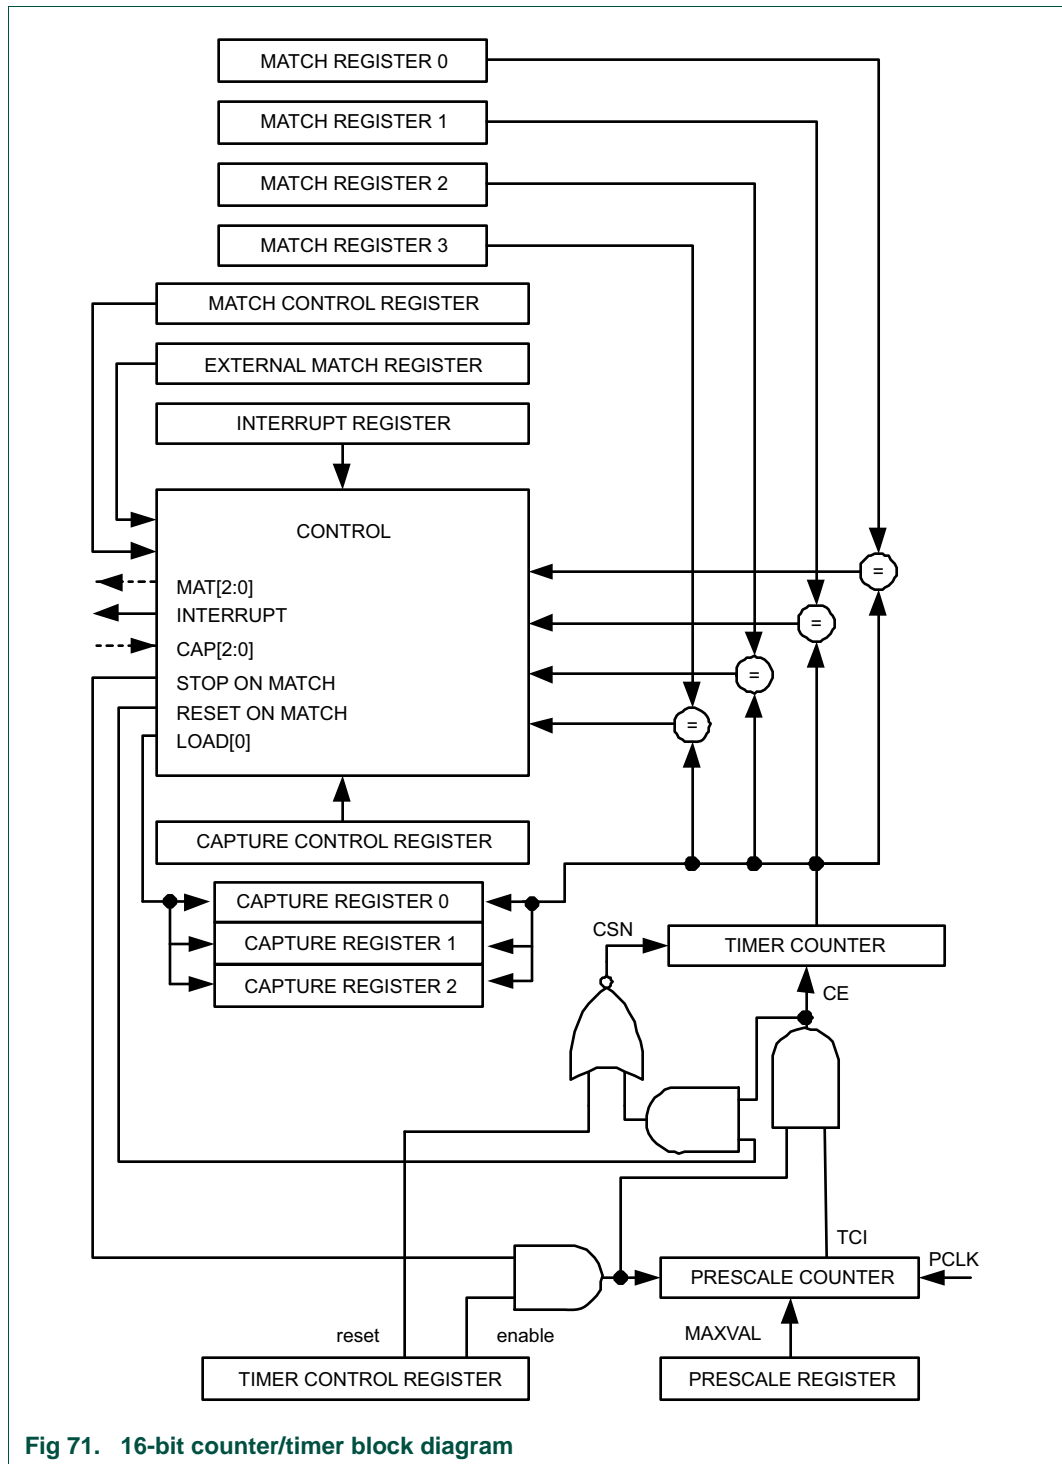 MATCH REGISTER 0
MATCH REGISTER 1
MATCH REGISTER 2
MATCH REGISTER 3
MATCH CONTROL REGISTER
EXTERNAL MATCH REGISTER
INTERRUPT REGISTER
CONTROL
=
MAT[2:0]
INTERRUPT
=
CAP[2:0]
STOP ON MATCH
=
RESET ON MATCH
=
LOAD[0]
CAPTURE CONTROL REGISTER
CAPTURE REGISTER 0
CAPTURE REGISTER 1
CAPTURE REGISTER 2
CSN
TIMER COUNTER
CE
TCI
PCLK
PRESCALE COUNTER
reset
enable
MAXVAL
TIMER CONTROL REGISTER
PRESCALE REGISTER
Fig 71. 16-bit counter/timer block diagram